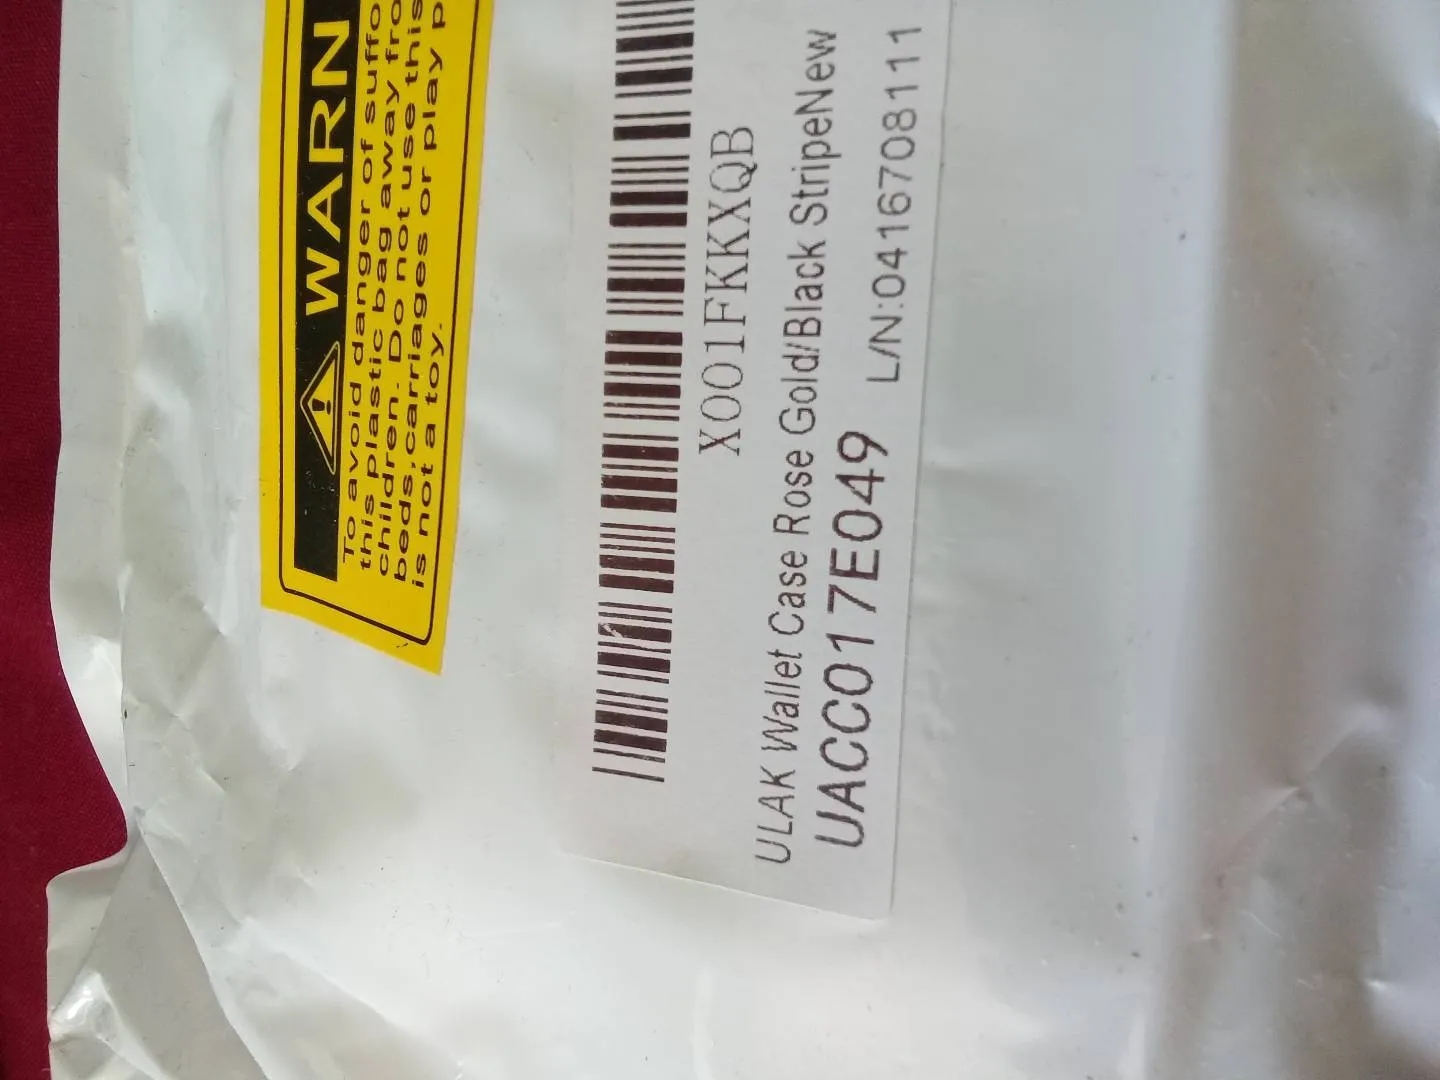 WARN
To avoid danger of suffo
this plastic bag away fro
children. Do not use this
beds,carriages or play p
is not a toy.
X001FKKXQB
ULAK Wallet Case Rose Gold/Black StripeNew
UACC017E049 L/N:0416708111